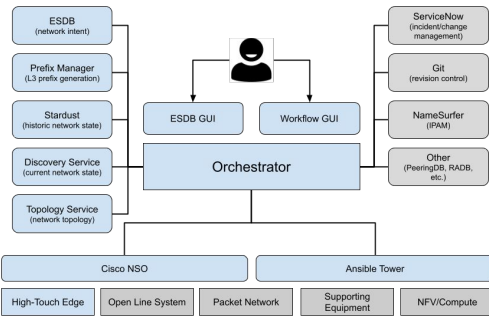 ESDB
(network intent)
Prefix Manager
(L3 prefix generation)
Stardust
(historic network state)
Discovery Service
(current network state)
Topology Service
(network topology)
ESDB GUI
Workflow GUI
Orchestrator
ServiceNow
(incident/change
management)
Git
(revision control)
NameSurfer
(IPAM)
Other
(PeeringDB, RADB,
etc.)
Cisco NSO
Ansible Tower
High-Touch Edge
Open Line System
Packet Network
Supporting
Equipment
NFV/Compute